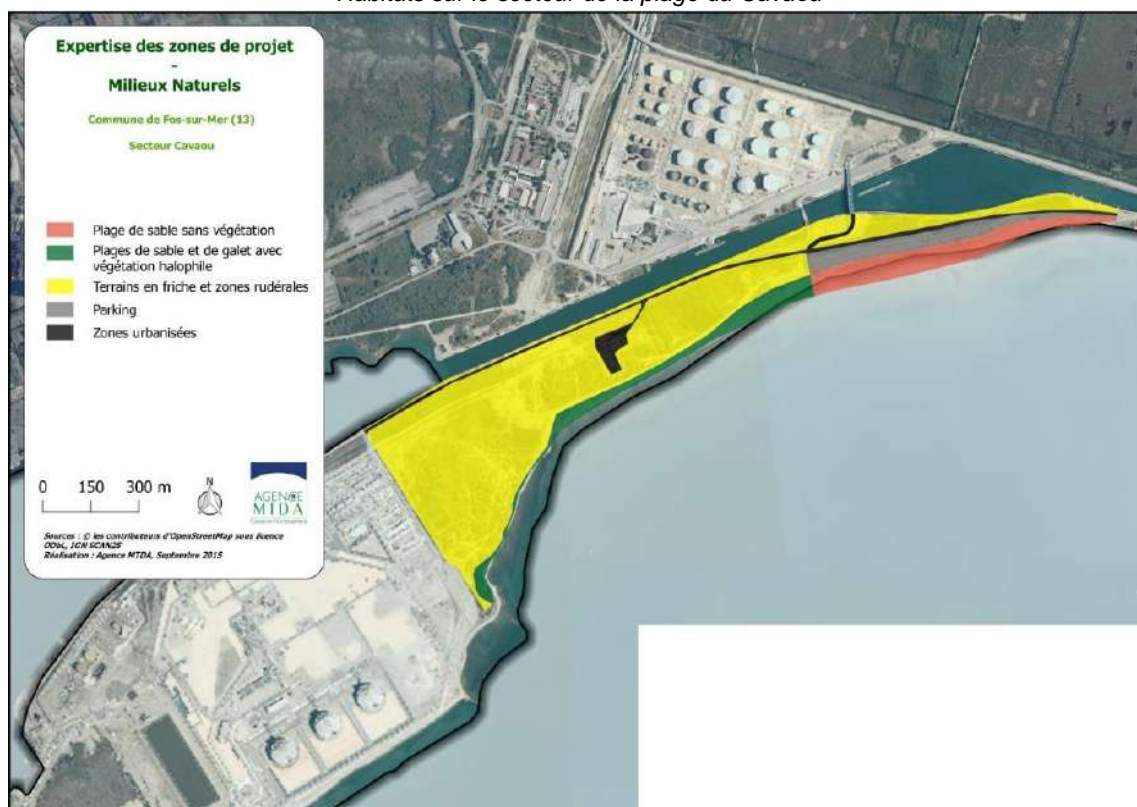 Habitats sur le secteur de la plage du Cavaou
Expertise des zones de projet
-
Milieux Naturels
Commune de Fos-sur-Mer (13)
Secteur Cavaou
Plage de sable sans végétation
Plages de sable et de galet avec
végétation halophile
Terrains en friche et zones rudérales
Parking
Zones urbanisées
0 150 300 m
N
AGENCE
MTDA
Sources : © les contributeurs d'OpenStreetMap sous licence
ODbL, IGN SCAN25
Réalisation : Agence MTDA, Septembre 2015